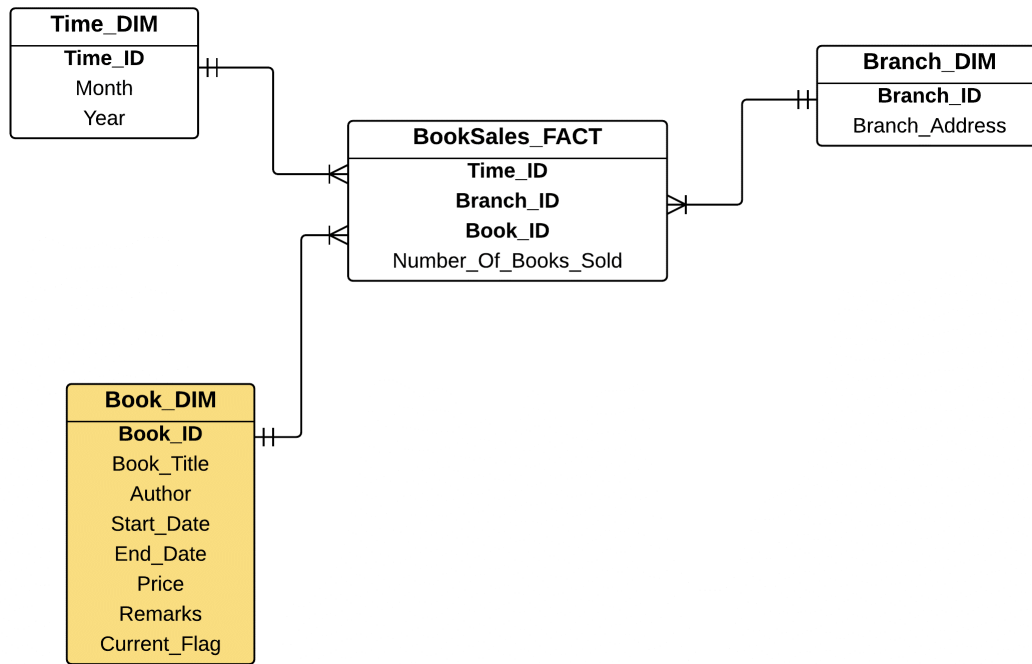 Time_DIM
Time_ID
Month
Year
Branch_DIM
Branch_ID
Branch_Address
BookSales_FACT
Time_ID
Branch_ID
Book_ID
Number_Of_Books_Sold
Book_DIM
Book_ID
Book_Title
Author
Start_Date
End_Date
Price
Remarks
Current_Flag